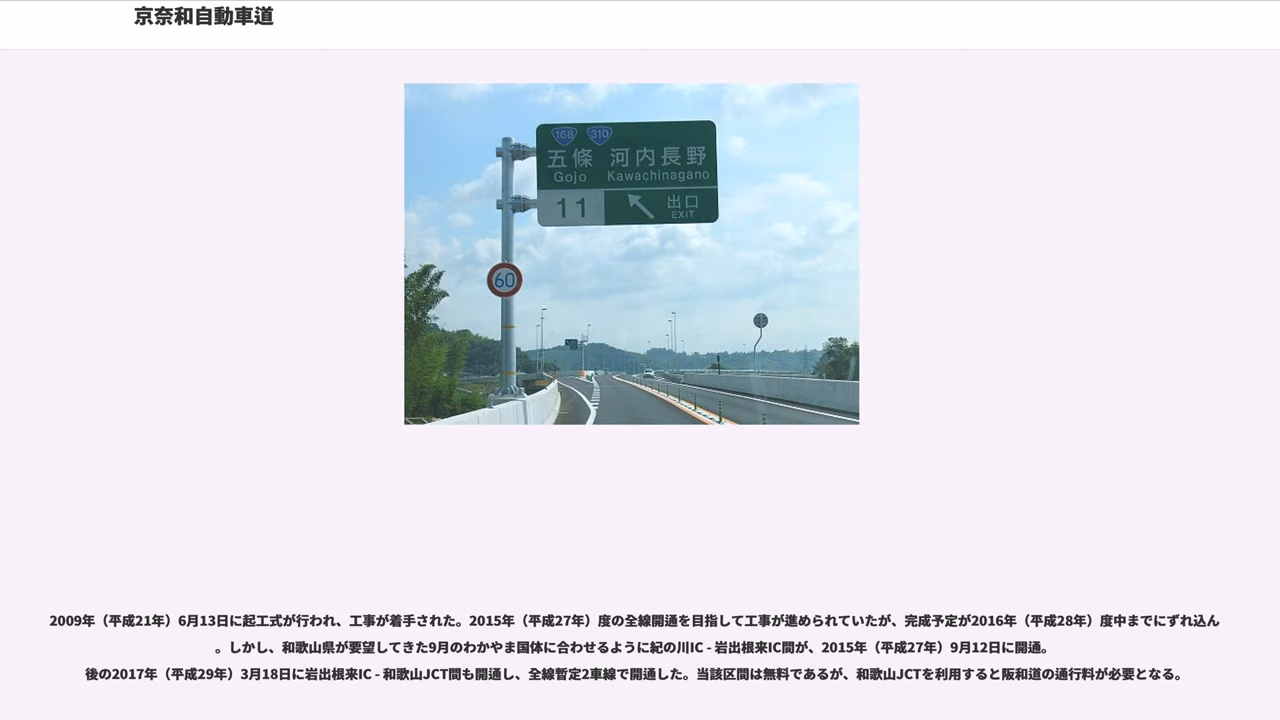 京奈和自動車道
168 310
五條 河内長野
Gojo Kawachinagano
11 出口
EXIT
60
2009年（平成21年）6月13日に起工式が行われ、工事が着手された。2015年（平成27年）度の全線開通を目指して工事が進められていたが、完成予定が2016年（平成28年）度中までにずれ込ん
。しかし、和歌山県が要望してきた9月のわかやま国体に合わせるように紀の川IC - 岩出根来IC間が、2015年（平成27年）9月12日に開通。
後の2017年（平成29年）3月18日に岩出根来IC - 和歌山JCT間も開通し、全線暫定2車線で開通した。当該区間は無料であるが、和歌山JCTを利用すると阪和道の通行料が必要となる。